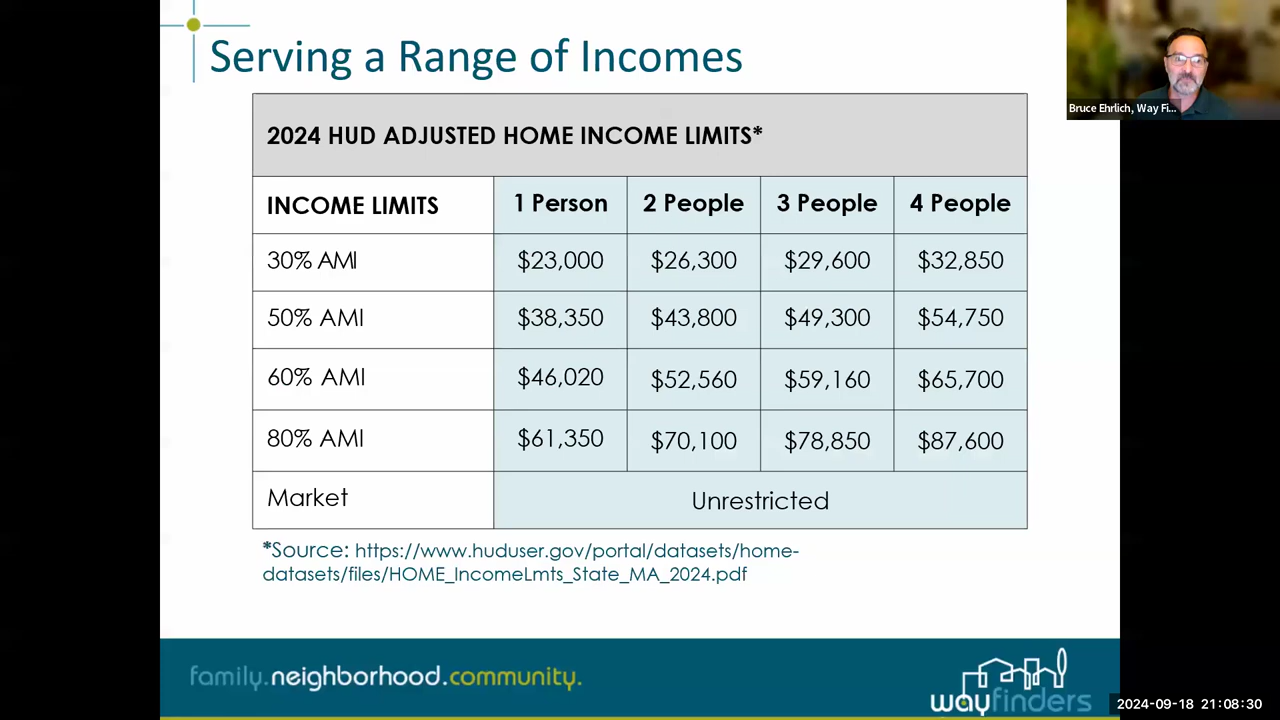 Serving a Range of Incomes
Bruce Ehrlich, Way Fi...
2024 HUD ADJUSTED HOME INCOME LIMITS*
INCOME LIMITS 1 Person 2 People 3 People 4 People
30% AMI $23,000 $26,300 $29,600 $32,850
50% AMI $38,350 $43,800 $49,300 $54,750
60% AMI $46,020 $52,560 $59,160 $65,700
80% AMI $61,350 $70,100 $78,850 $87,600
Market Unrestricted
*Source: https://www.huduser.gov/portal/datasets/home-
datasets/files/HOME_IncomeLmts_State_MA_2024.pdf
family.neighborhood.community.
wayfinders
2024-09-18 21:08:30